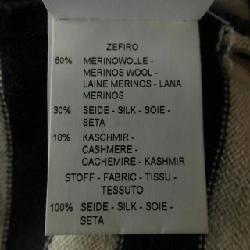 ZEFIRO
60% MERINOWOLLE -
MERINOS WOOL -
LAINE MERINOS - LANA
MERINOS
30% SEIDE - SILK - SOIE -
SETA
10% KASCHMIR -
CASHMERE -
CACHEMIRE - KASHMIR
STOFF - FABRIC - TISSU -
TESSUTO
100% SEIDE - SILK - SOIE -
SETA